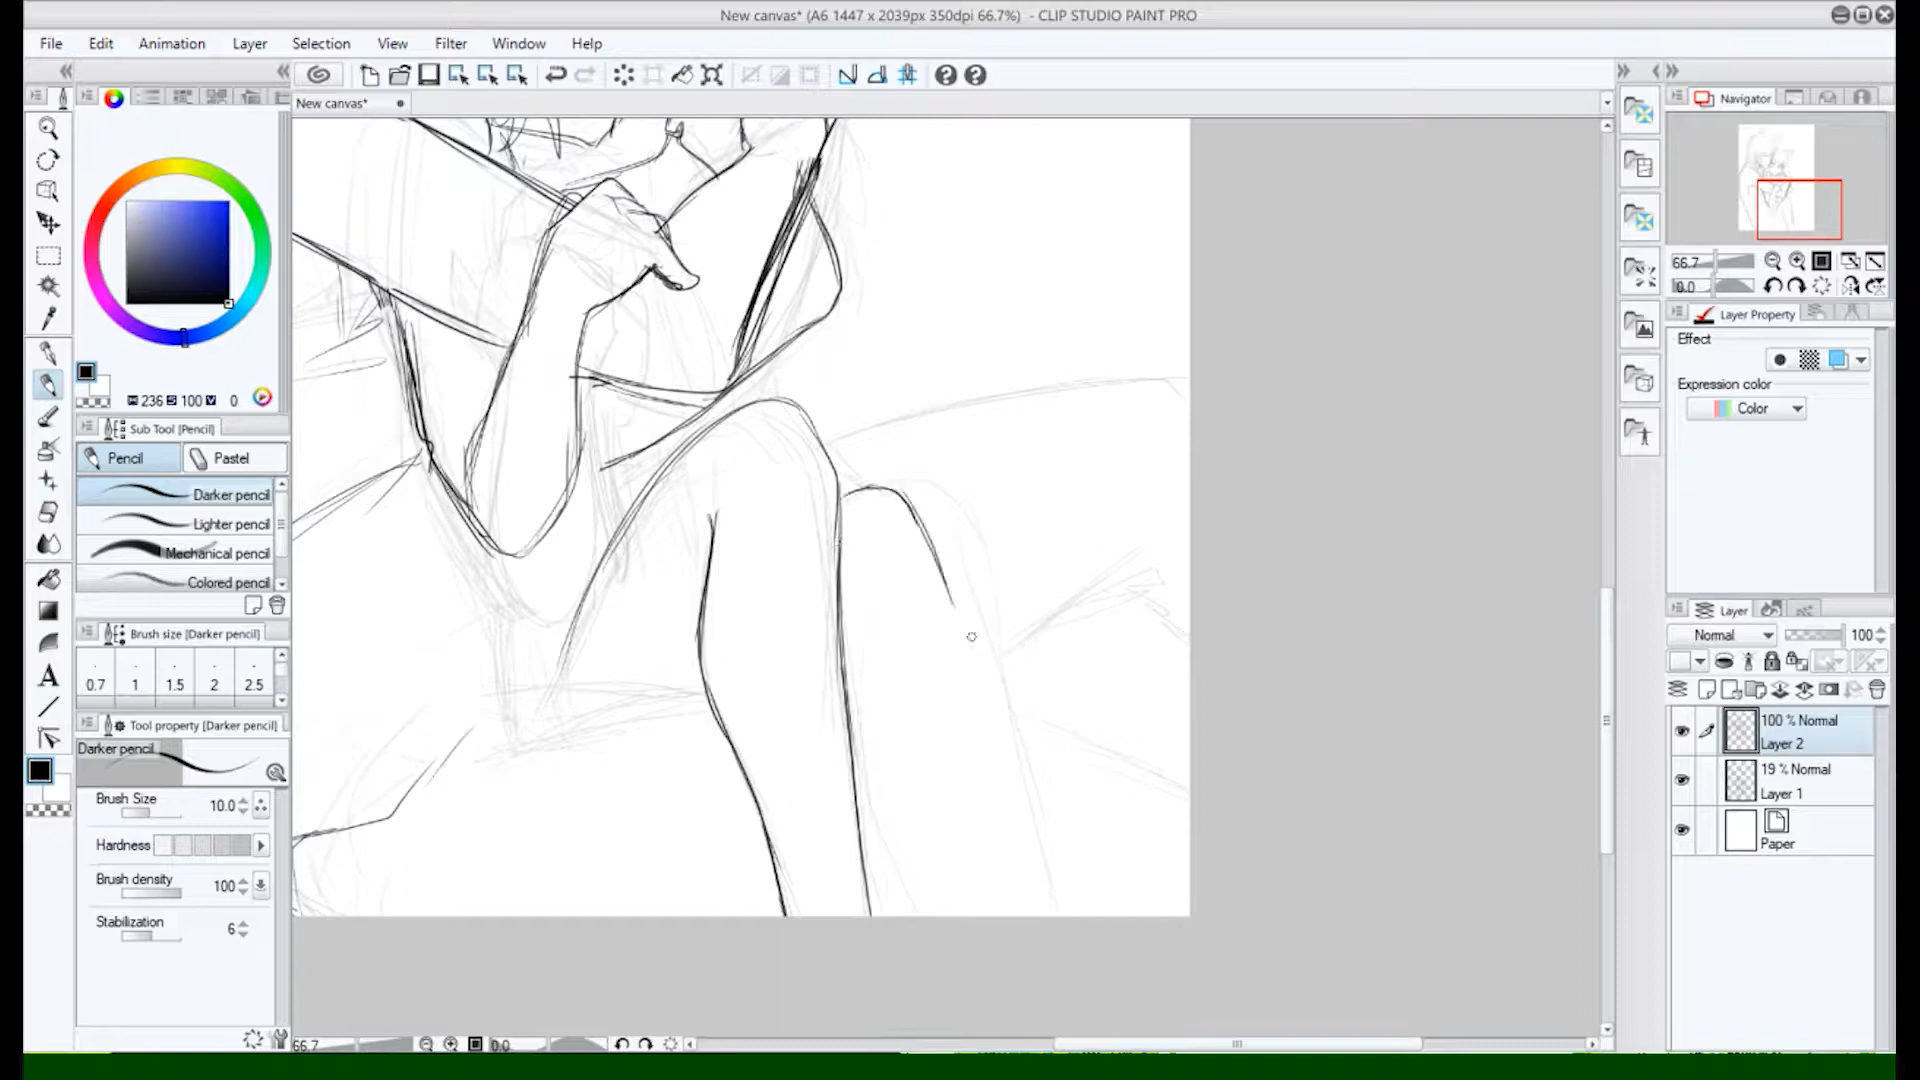 New canvas* (A6 1447 x 2039px 350dpi 66.7%) - CLIP STUDIO PAINT PRO
File Edit Animation Layer Selection View Filter Window Help
New canvas*
Navigator
66.7
0.0
Layer Property
Effect
Expression color
Color
H 236 S 100 V 0
Sub Tool [Pencil]
Pencil Pastel
Darker pencil
Lighter pencil
Mechanical pencil
Colored pencil
Brush size [Darker pencil]
0.7 1 1.5 2 2.5
Tool property [Darker pencil]
Darker pencil
Brush Size 10.0
Hardness
Brush density 100
Stabilization 6
Layer
Normal 100
100 % Normal
Layer 2
19 % Normal
Layer 1
Paper
66.7 0.0